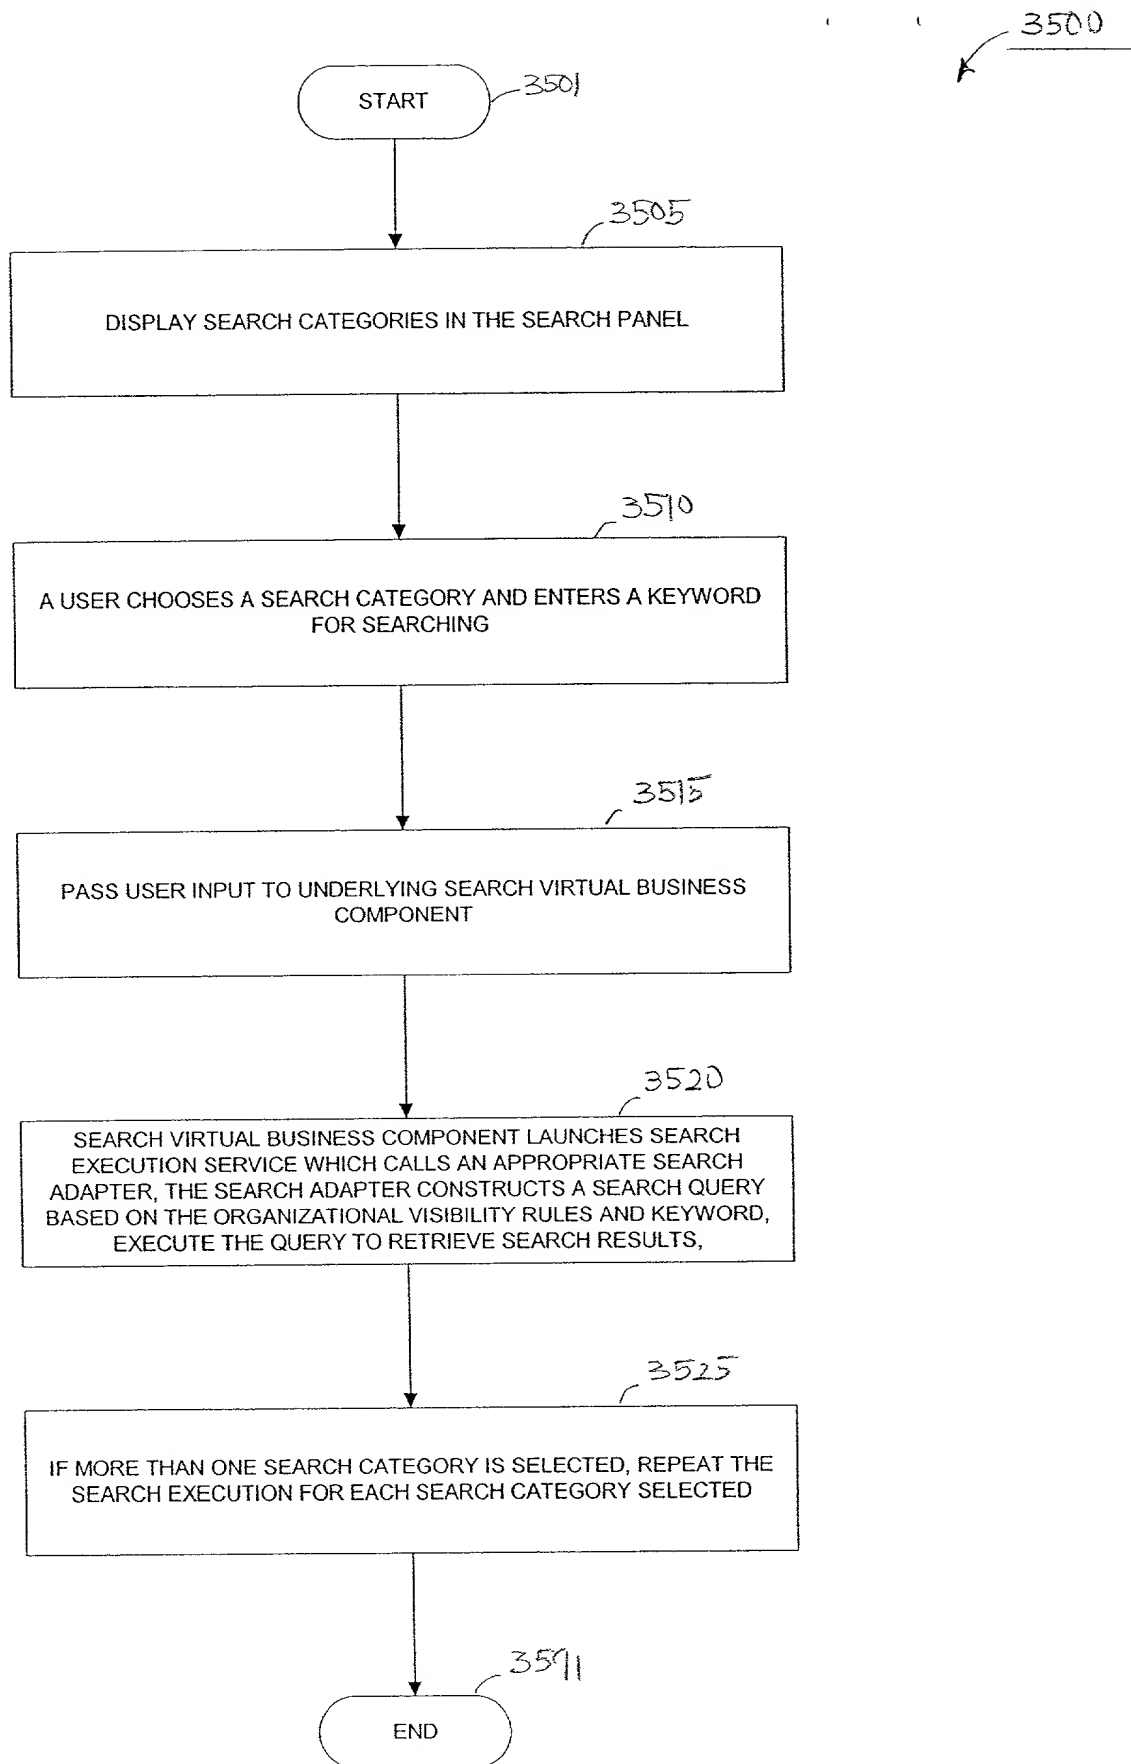 3500
START
3501
3505
DISPLAY SEARCH CATEGORIES IN THE SEARCH PANEL
3510
A USER CHOOSES A SEARCH CATEGORY AND ENTERS A KEYWORD
FOR SEARCHING
3515
PASS USER INPUT TO UNDERLYING SEARCH VIRTUAL BUSINESS
COMPONENT
3520
SEARCH VIRTUAL BUSINESS COMPONENT LAUNCHES SEARCH
EXECUTION SERVICE WHICH CALLS AN APPROPRIATE SEARCH
ADAPTER, THE SEARCH ADAPTER CONSTRUCTS A SEARCH QUERY
BASED ON THE ORGANIZATIONAL VISIBILITY RULES AND KEYWORD,
EXECUTE THE QUERY TO RETRIEVE SEARCH RESULTS,
3525
IF MORE THAN ONE SEARCH CATEGORY IS SELECTED, REPEAT THE
SEARCH EXECUTION FOR EACH SEARCH CATEGORY SELECTED
3591
END